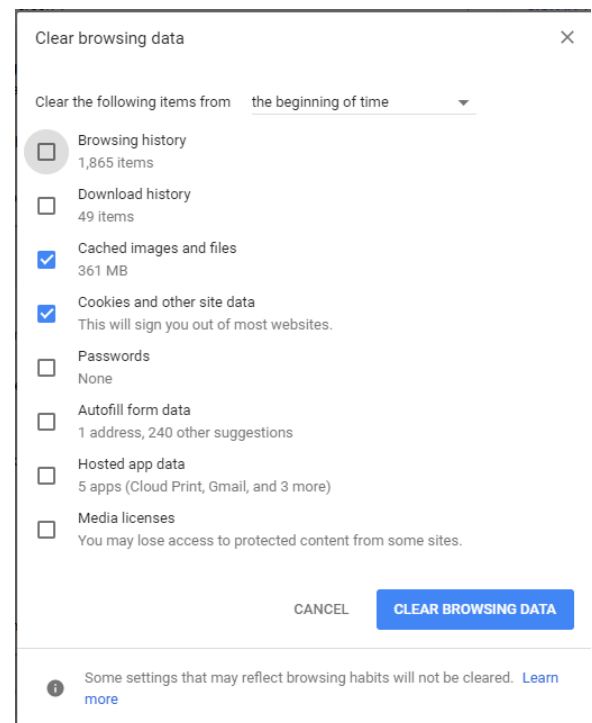 Clear browsing data
Clear the following items from the beginning of time
Browsing history
1,865 items
Download history
49 items
Cached images and files
361 MB
Cookies and other site data
This will sign you out of most websites.
Passwords
None
Autofill form data
1 address, 240 other suggestions
Hosted app data
5 apps (Cloud Print, Gmail, and 3 more)
Media licenses
You may lose access to protected content from some sites.
CANCEL CLEAR BROWSING DATA
Some settings that may reflect browsing habits will not be cleared. Learn
more